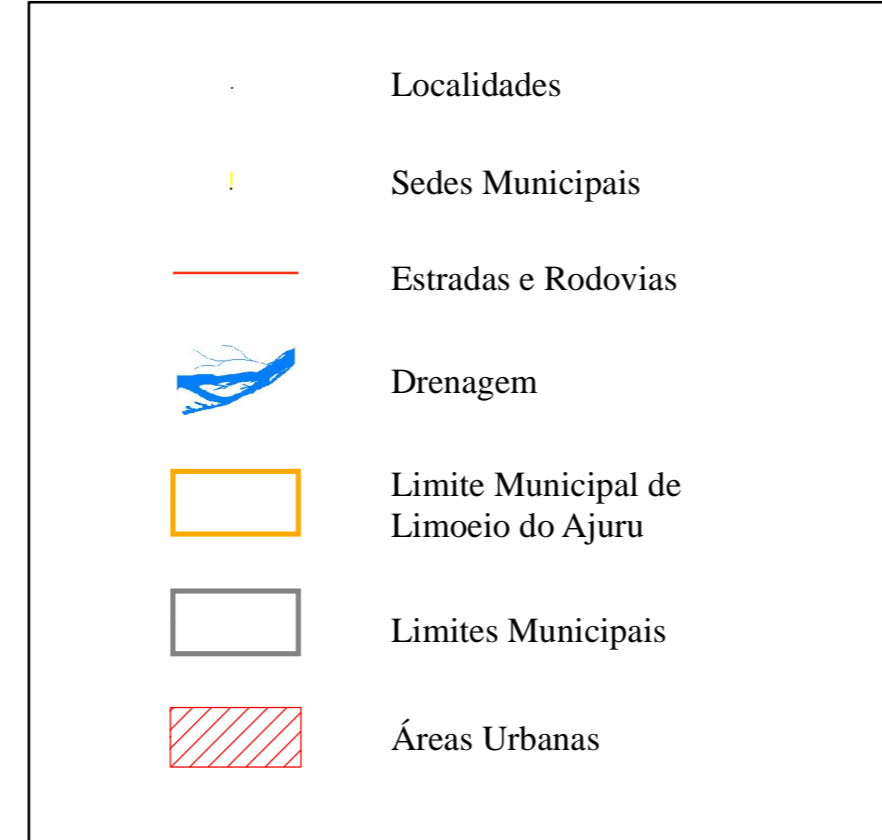 Localidades
Sedes Municipais
Estradas e Rodovias
Drenagem
Limite Municipal de
Limoeio do Ajuru
Limites Municipais
Áreas Urbanas